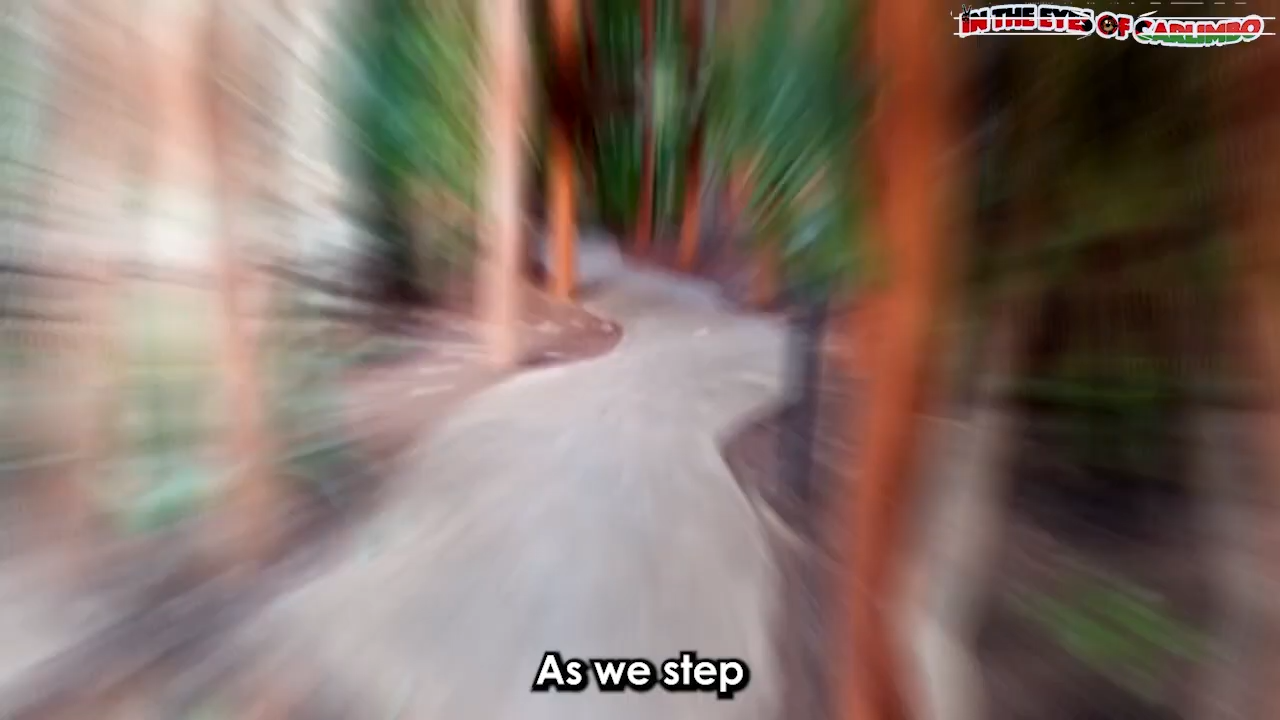 IN THE EYES OF CARLIMBO
As we step